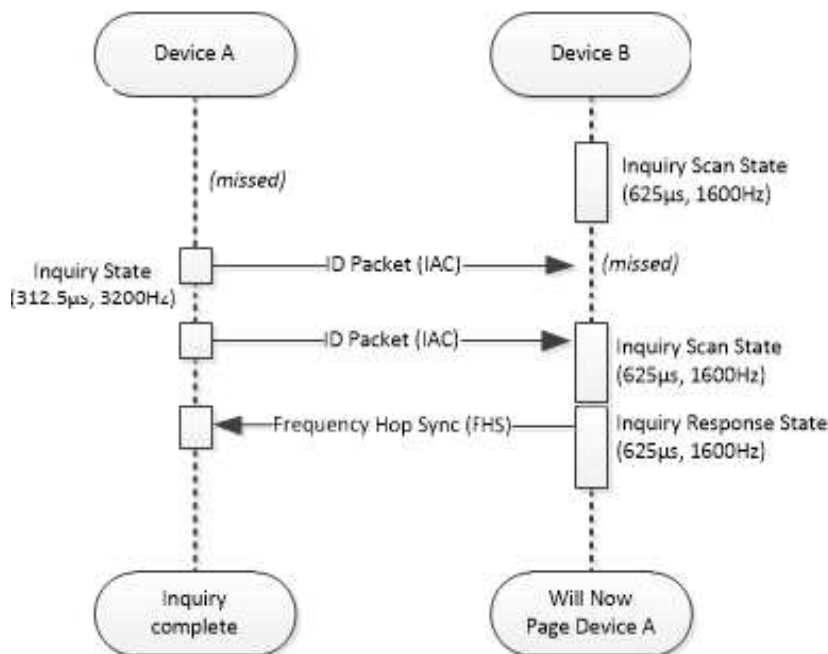 Device A
Device B
(missed)
Inquiry Scan State
(625µs, 1600Hz)
Inquiry State
(312.5µs, 3200Hz)
ID Packet (IAC)
(missed)
ID Packet (IAC)
Inquiry Scan State
(625µs, 1600Hz)
Frequency Hop Sync (FHS)
Inquiry Response State
(625µs, 1600Hz)
Inquiry
complete
Will Now
Page Device A